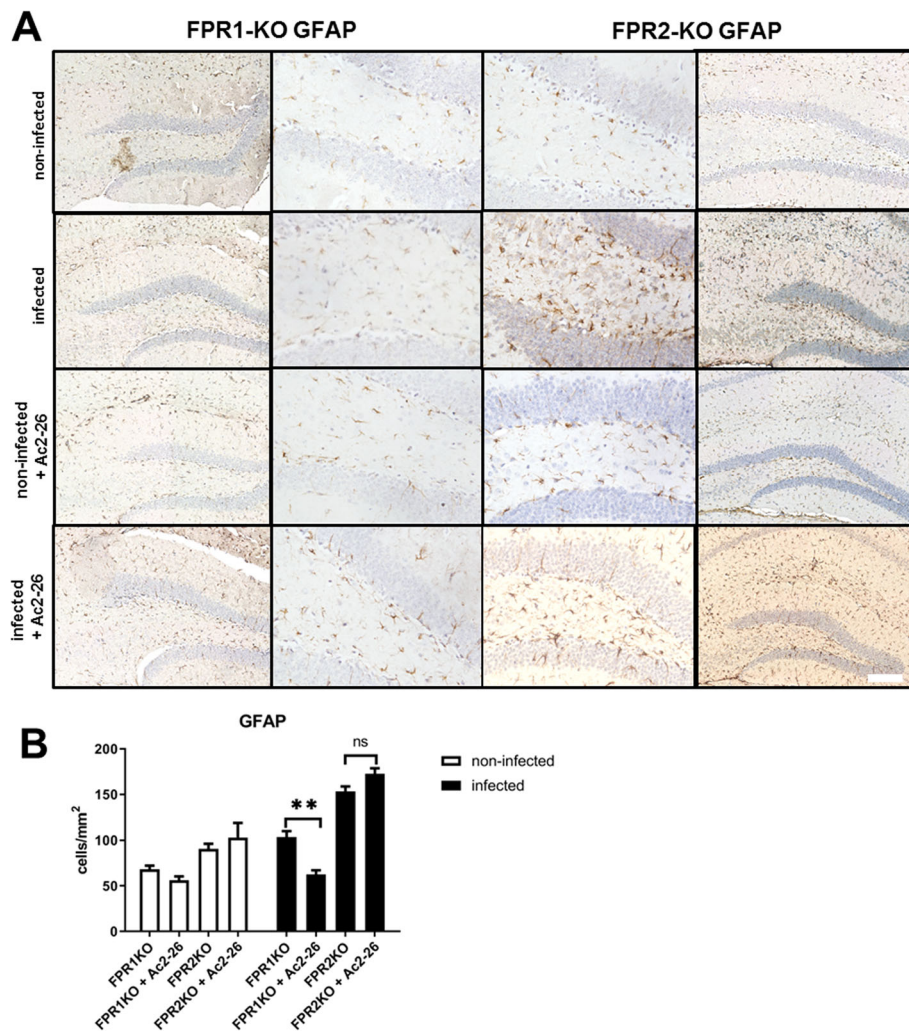 A
FPR1-KO GFAP
FPR2-KO GFAP
non-infected
infected
non-infected
+ Ac2-26
infected
+ Ac2-26
B
GFAP
cells/mm²
200
150
100
50
0
**
ns
non-infected
infected
FPR1KO
FPR1KO + Ac2-26
FPR2KO
FPR2KO + Ac2-26
FPR1KO
FPR1KO + Ac2-26
FPR2KO
FPR2KO + Ac2-26